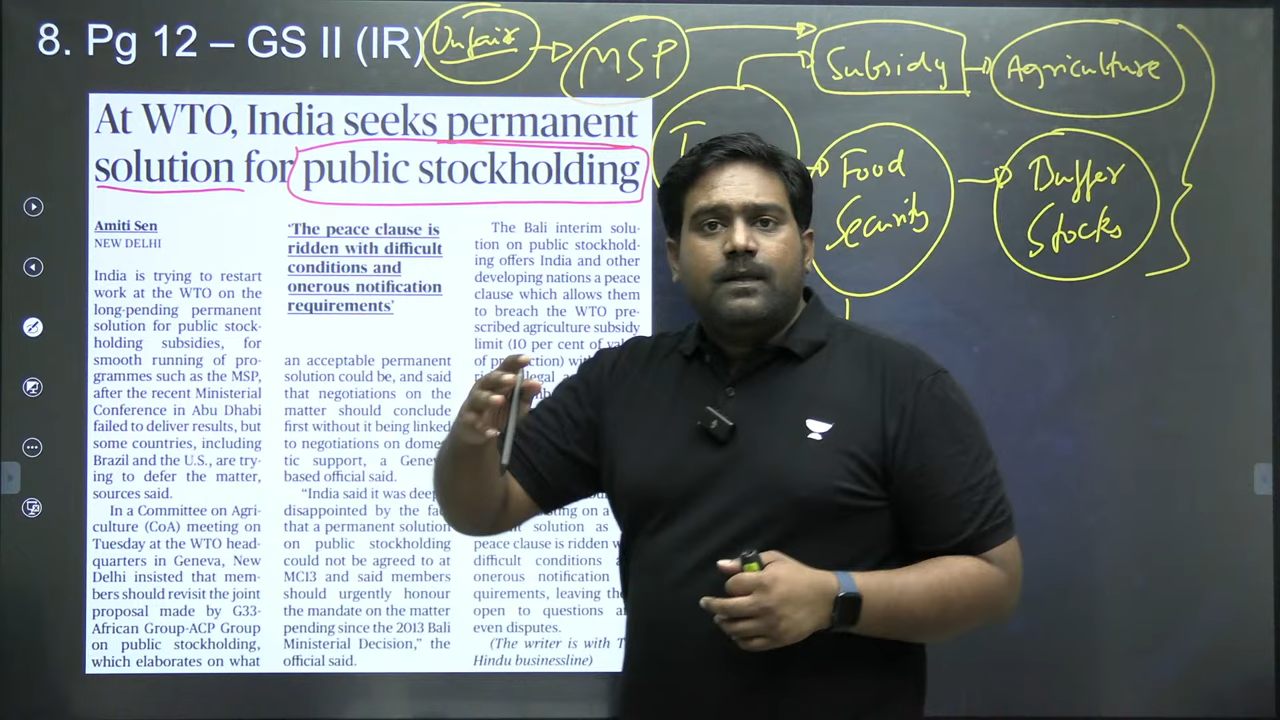 8. Pg 12 – GS II (IR)
Unfair
MSP
Subsidy
Agriculture
Food
Security
Buffer
Stocks
At WTO, India seeks permanent
solution for public stockholding
Amiti Sen
NEW DELHI
India is trying to restart
work at the WTO on the
long-pending permanent
solution for public stock-
holding subsidies, for
smooth running of pro-
grammes such as the MSP,
after the recent Ministerial
Conference in Abu Dhabi
failed to deliver results, but
some countries, including
Brazil and the U.S., are try-
ing to defer the matter,
sources said.
In a Committee on Agri-
culture (CoA) meeting on
Tuesday at the WTO head-
quarters in Geneva, New
Delhi insisted that mem-
bers should revisit the joint
proposal made by G33-
African Group-ACP Group
on public stockholding,
which elaborates on what
‘The peace clause is
ridden with difficult
conditions and
onerous notification
requirements’
an acceptable permanent
solution could be, and said
that negotiations on the
matter should conclude
first without it being linked
to negotiations on
tic support, a
based official said.
“India said it was
disappointed by the
that a permanent solution
on public stockholding
could not be agreed to at
MC13 and said members
should urgently honour
the mandate on the matter
pending since the 2013 Bali
Ministerial Decision,” the
official said.
The Bali interim solu-
tion on public stockhold-
ing offers India and other
developing nations a peace
clause which allows them
to breach the WTO pre-
scribed agriculture subsidy
limit (10 per cent of
of
on a
solution as
peace clause is ridden
difficult conditions
onerous notification
quirements, leaving
open to questions
even disputes.
(The writer is with
Hindu businessline)